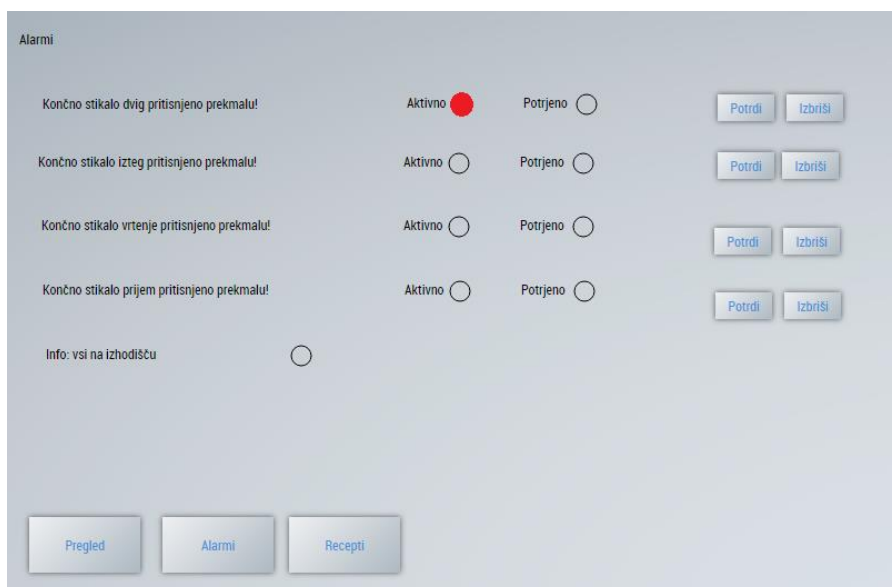 Alarmi
Končno stikalo dvig pritisnjeno prekmalu! Aktivno Potrjeno Potrdi Izbriši
Končno stikalo izteg pritisnjeno prekmalu! Aktivno Potrjeno Potrdi Izbriši
Končno stikalo vrtenje pritisnjeno prekmalu! Aktivno Potrjeno Potrdi Izbriši
Končno stikalo prijem pritisnjeno prekmalu! Aktivno Potrjeno Potrdi Izbriši
Info: vsi na izhodišču
Pregled Alarmi Recepti